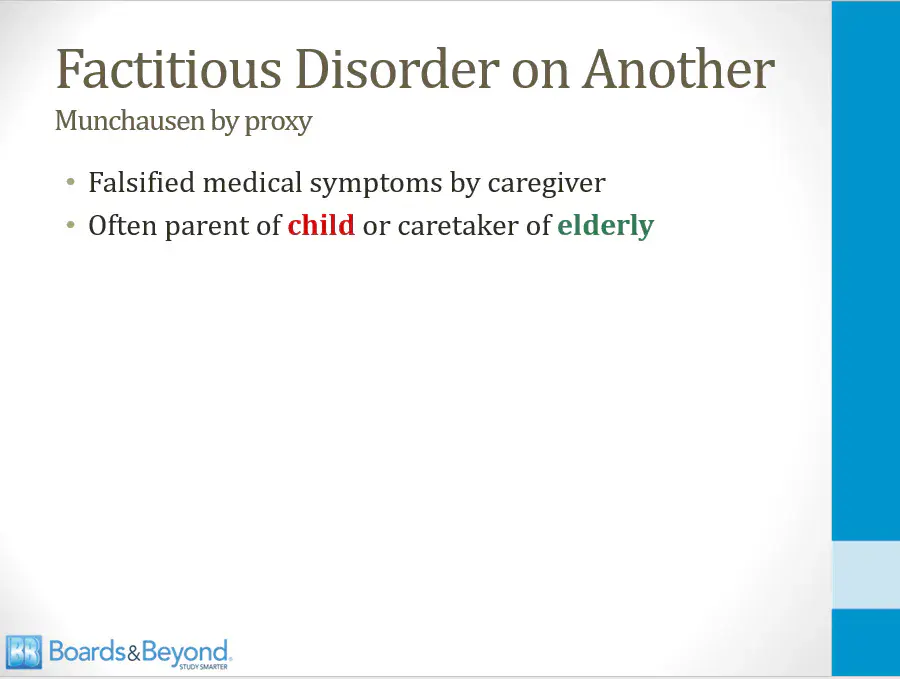 Factitious Disorder on Another
Munchausen by proxy
• Falsified medical symptoms by caregiver
• Often parent of child or caretaker of elderly
BB Boards&Beyond.
STUDY SMARTER